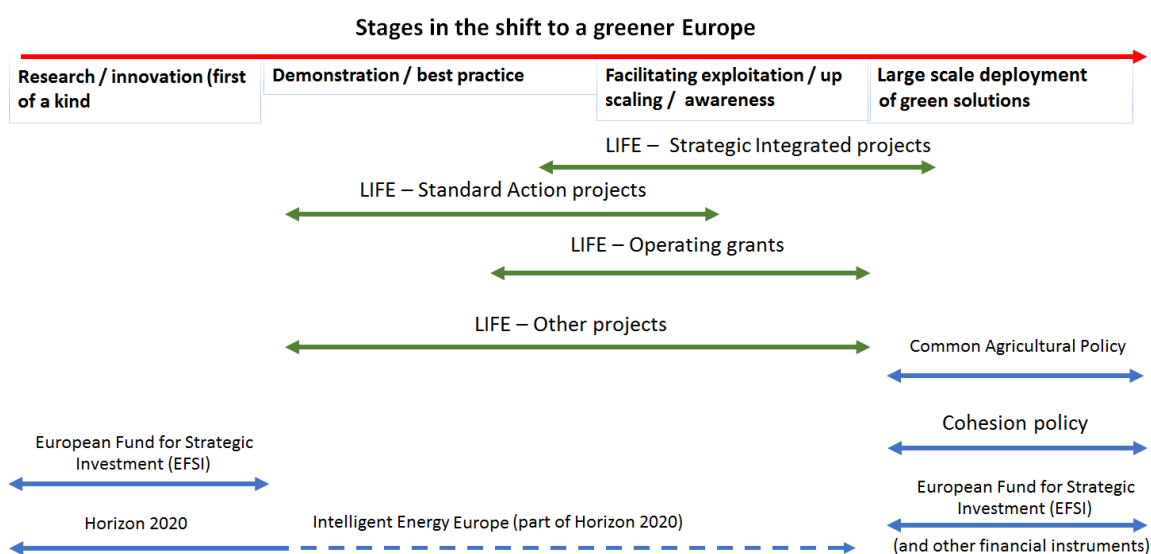 Stages in the shift to a greener Europe
Research / innovation (first
of a kind
Demonstration / best practice
Facilitating exploitation / up
scaling / awareness
Large scale deployment
of green solutions
LIFE – Strategic Integrated projects
LIFE – Standard Action projects
LIFE – Operating grants
LIFE – Other projects
Common Agricultural Policy
Cohesion policy
European Fund for Strategic
Investment (EFSI)
European Fund for Strategic
Investment (EFSI)
Horizon 2020
Intelligent Energy Europe (part of Horizon 2020)
(and other financial instruments)